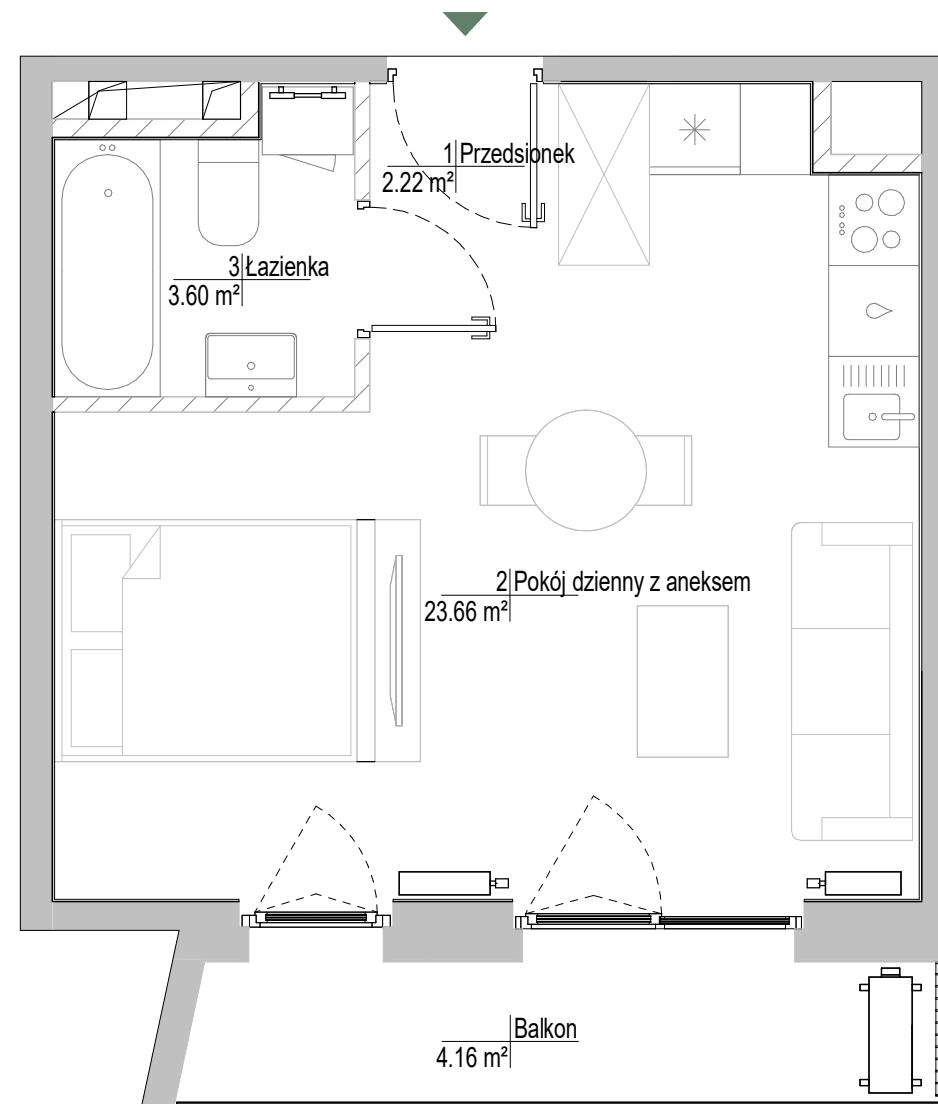 1 Przedsionek
2.22 m²
3 Łazienka
3.60 m²
2 Pokój dzienny z aneksem
23.66 m²
Balkon
4.16 m²